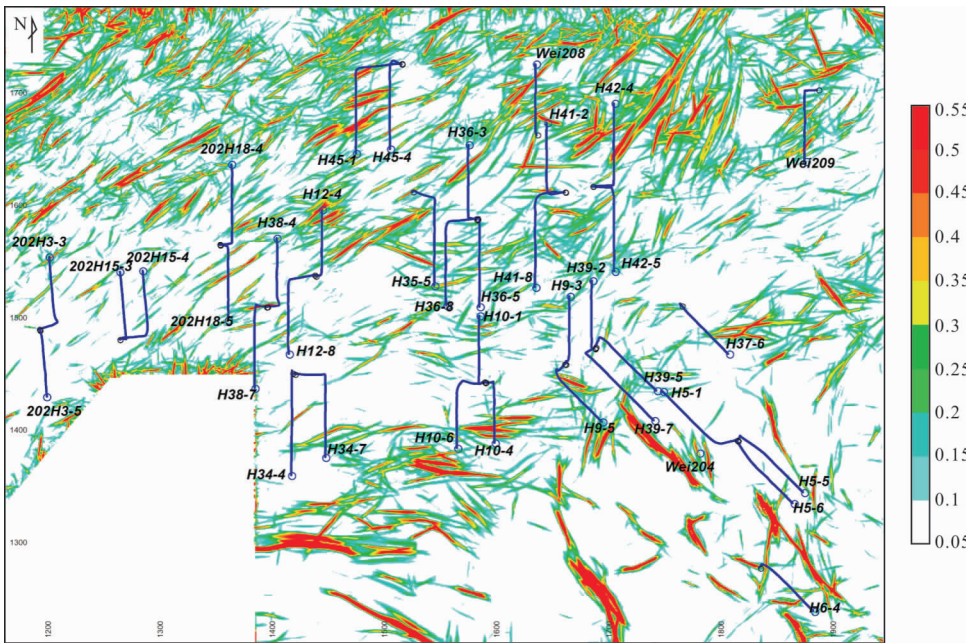 N
1700
1600
1500
1400
1300
1200
1300
1400
1500
1600
1700
1800
1900
Wei208
H42-4
H41-2
H36-3
H45-1
H45-4
Wei209
202H18-4
H12-4
H38-4
202H3-3
202H15-3
202H15-4
H35-5
H36-8
H41-8
H39-2
H42-5
H9-3
H36-5
H10-1
202H18-5
H12-8
H37-6
H38-7
202H3-5
H39-5
H5-1
H9-5
H39-7
H10-6
H10-4
H34-7
H34-4
Wei204
H5-5
H5-6
H6-4
0.55
0.5
0.45
0.4
0.35
0.3
0.25
0.2
0.15
0.1
0.05